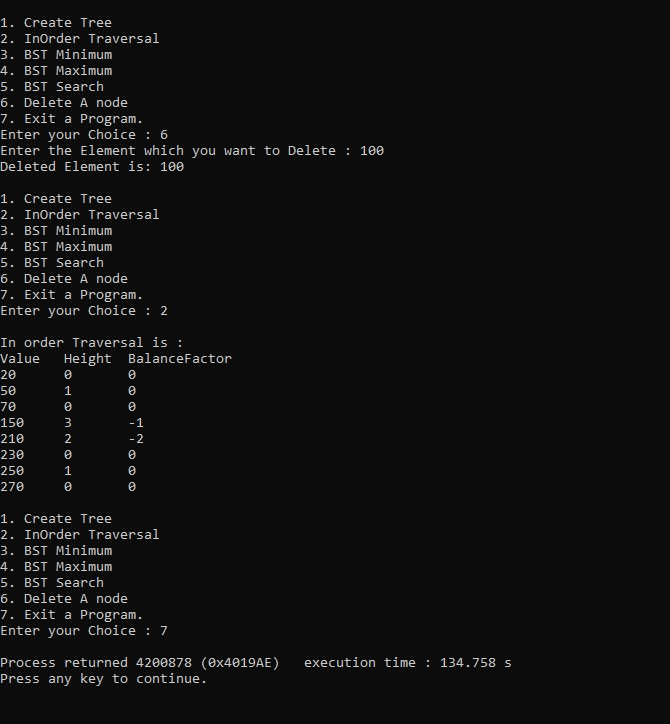 1. Create Tree
2. InOrder Traversal
3. BST Minimum
4. BST Maximum
5. BST Search
6. Delete A node
7. Exit a Program.
Enter your Choice : 6
Enter the Element which you want to Delete : 100
Deleted Element is: 100

1. Create Tree
2. InOrder Traversal
3. BST Minimum
4. BST Maximum
5. BST Search
6. Delete A node
7. Exit a Program.
Enter your Choice : 2

In order Traversal is :
Value   Height  BalanceFactor
20      0       0
50      1       0
70      0       0
150     3       -1
210     2       -2
230     0       0
250     1       0
270     0       0

1. Create Tree
2. InOrder Traversal
3. BST Minimum
4. BST Maximum
5. BST Search
6. Delete A node
7. Exit a Program.
Enter your Choice : 7

Process returned 4200878 (0x4019AE)   execution time : 134.758 s
Press any key to continue.